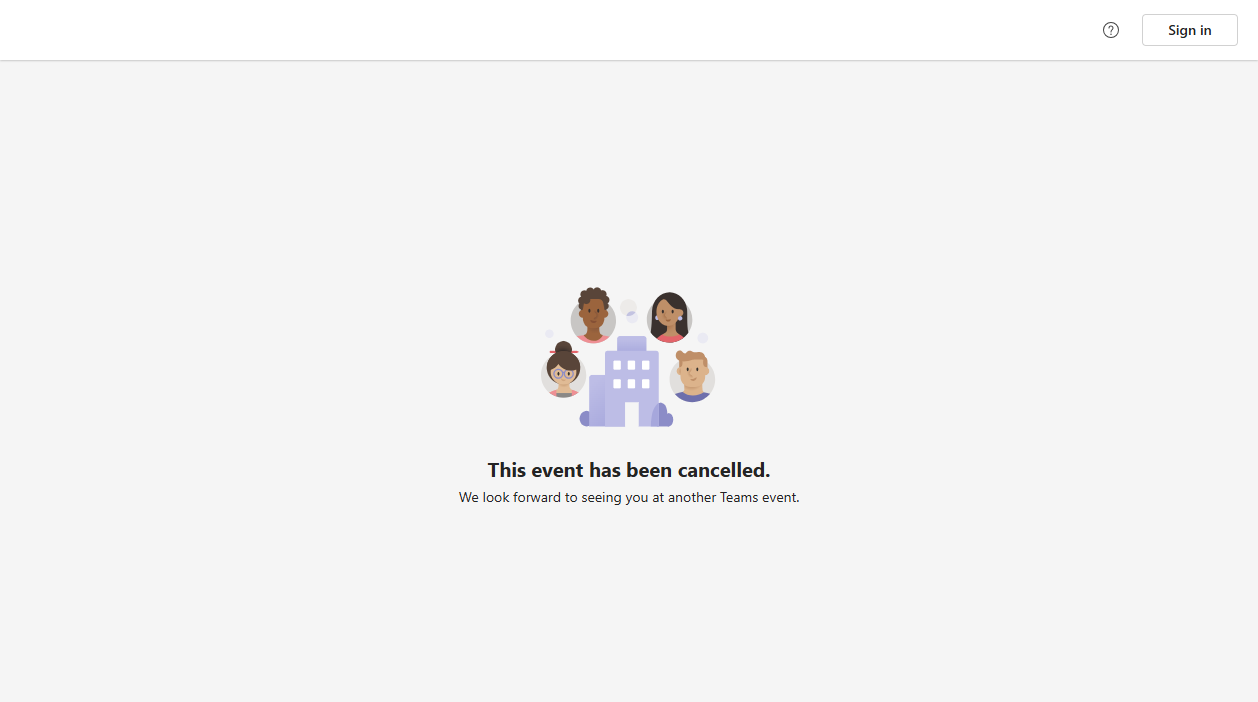 Sign in
This event has been cancelled.
We look forward to seeing you at another Teams event.